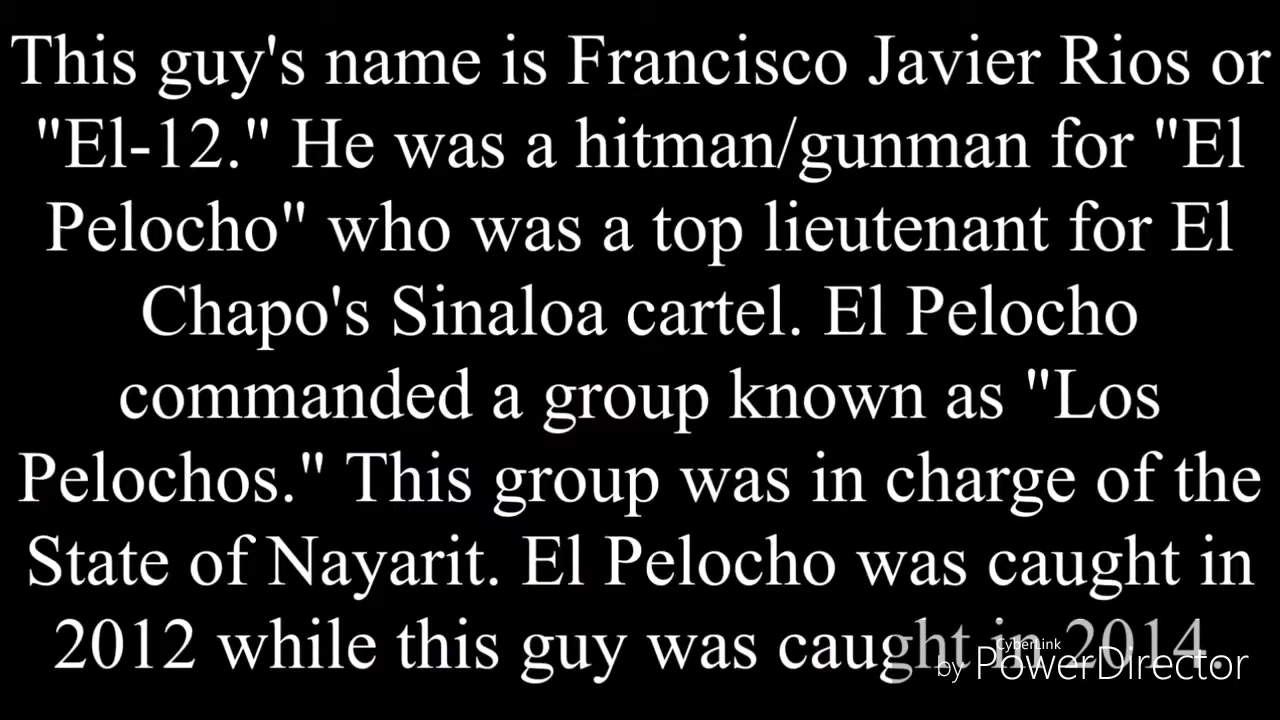 This guy's name is Francisco Javier Rios or
"El-12." He was a hitman/gunman for "El
Pelocho" who was a top lieutenant for El
Chapo's Sinaloa cartel. El Pelocho
commanded a group known as "Los
Pelochos." This group was in charge of the
State of Nayarit. El Pelocho was caught in
2012 while this guy was caught in 2014.
CyberLink
by PowerDirector